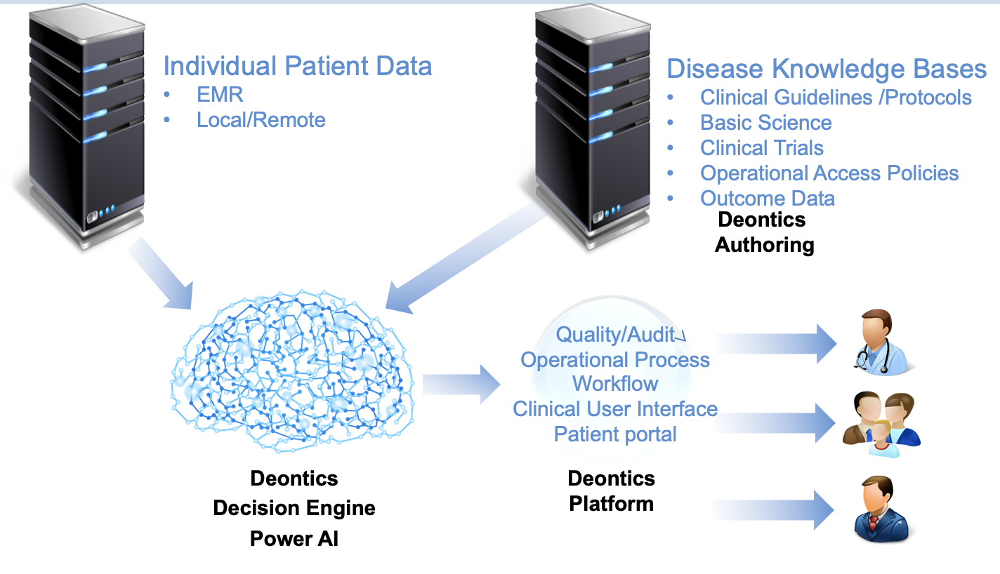 Individual Patient Data
• EMR
• Local/Remote
Disease Knowledge Bases
• Clinical Guidelines /Protocols
• Basic Science
• Clinical Trials
• Operational Access Policies
• Outcome Data
Deontics
Authoring
Quality/Audit
Operational Process
Workflow
Clinical User Interface
Patient portal
Deontics
Decision Engine
Power AI
Deontics
Platform